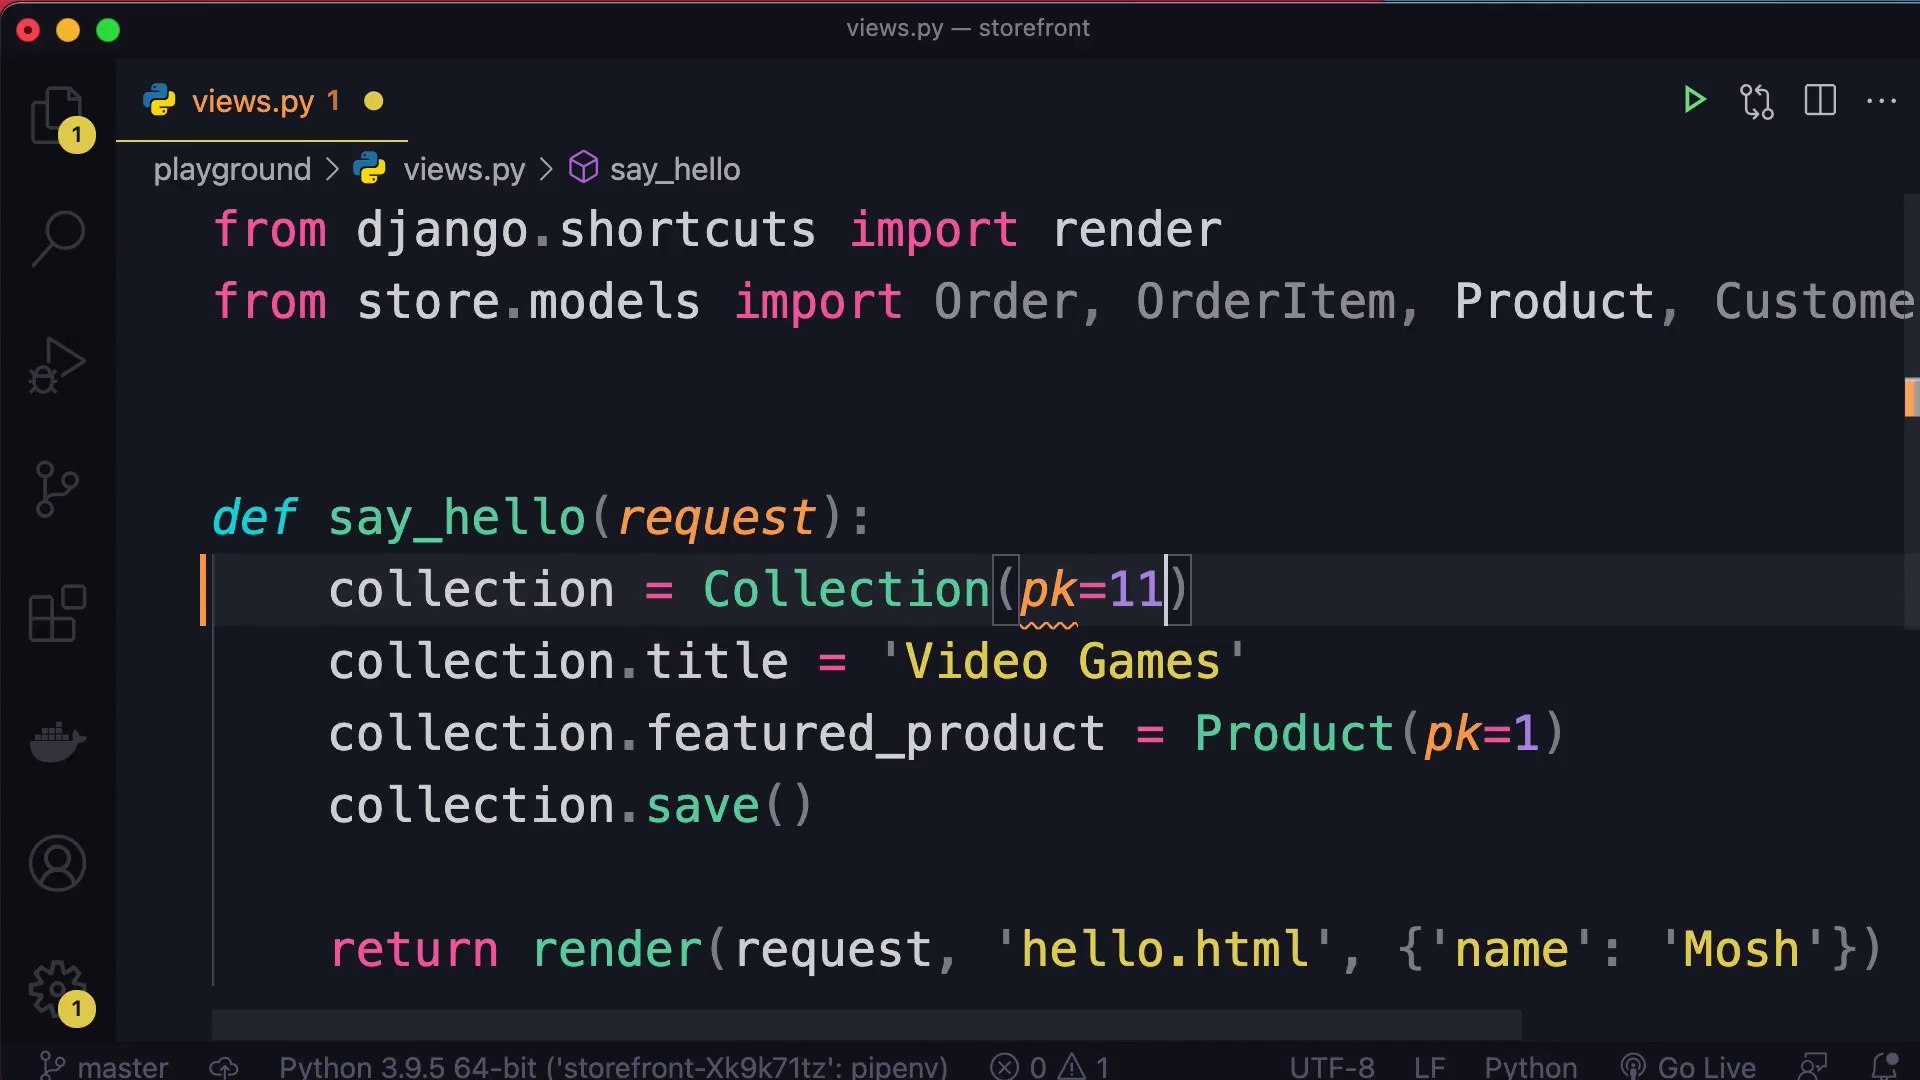 views.py — storefront
views.py 1
1
playground > views.py > say_hello
from django.shortcuts import render
from store.models import Order, OrderItem, Product, Custome
def say_hello(request):
collection = Collection(pk=11)
collection.title = 'Video Games'
collection.featured_product = Product(pk=1)
collection.save()
return render(request, 'hello.html', {'name': 'Mosh'})
1
master Python 3.9.5 64-bit ('storefront-Xk9k71tz': pipenv) 0 1 UTF-8 LF Python Go Live